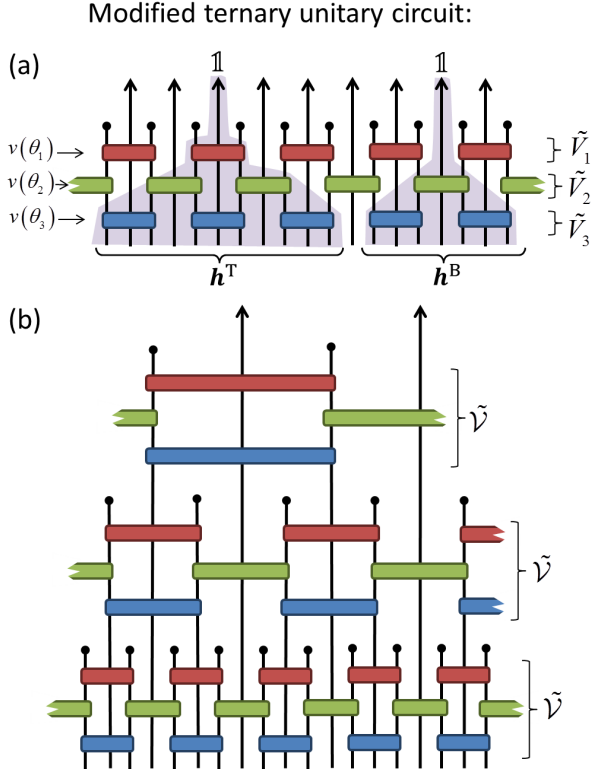 Modified ternary unitary circuit:
(a)
𝟙 𝟙
v(θ₁)
v(θ₂)
v(θ₃)
Ṽ₁
Ṽ₂
Ṽ₃
hᵀ hᴮ
(b)
𝒱̃
𝒱̃
𝒱̃